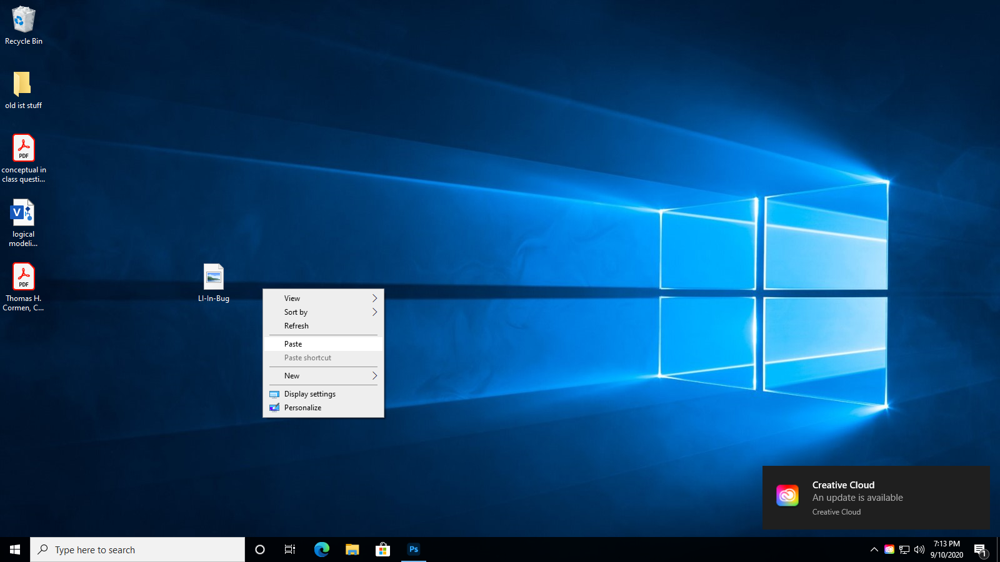 Recycle Bin
old ist stuff
PDF
conceptual in
class questi...
V
logical
modeli...
PDF
Thomas H.
Cormen, C...
LI-In-Bug
View
Sort by
Refresh
Paste
Paste shortcut
New
Display settings
Personalize
Creative Cloud
An update is available
Creative Cloud
Type here to search
Ps
7:13 PM
9/10/2020
1